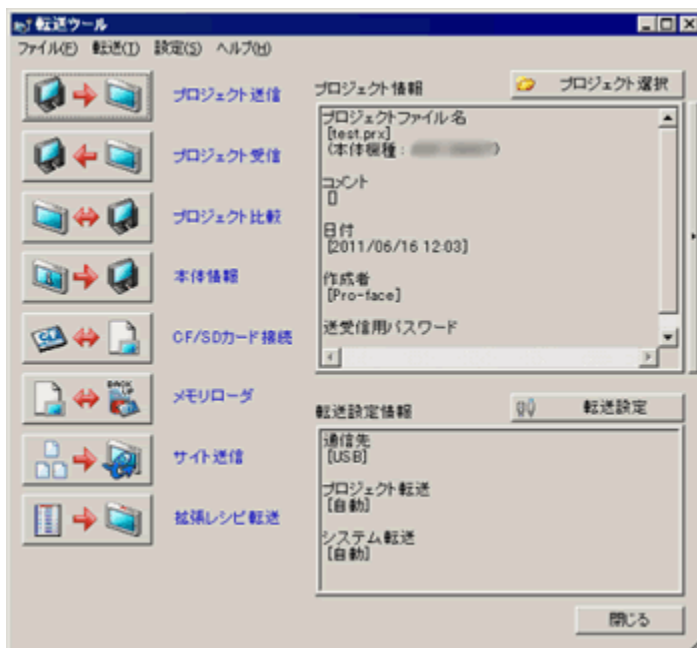 転送ツール
ファイル(F) 転送(T) 設定(S) ヘルプ(H)
プロジェクト送信
プロジェクト受信
プロジェクト比較
本体情報
CF/SDカード接続
メモリローダ
BACK UP
サイト送信
拡張レシピ転送
プロジェクト情報
プロジェクト選択
プロジェクトファイル名
[test.prx]
(本体機種: )
コメント
[]
日付
[2011/06/16 12:03]
作成者
[Pro-face]
送受信用パスワード
転送設定情報
転送設定
通信先
[USB]
プロジェクト転送
[自動]
システム転送
[自動]
閉じる